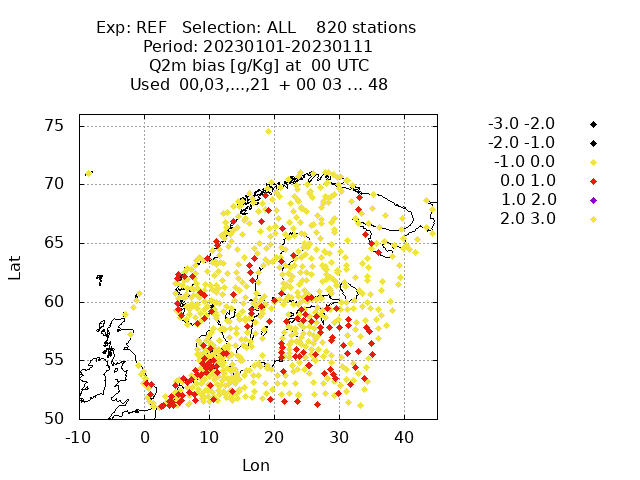 Exp: REF   Selection: ALL    820 stations
Period: 20230101-20230111
Q2m bias [g/Kg] at  00 UTC
Used  00,03,...,21  + 00 03 ... 48
-3.0 -2.0
-2.0 -1.0
-1.0 0.0
0.0 1.0
1.0 2.0
2.0 3.0
75
70
65
60
55
50
Lat
-10 0 10 20 30 40
Lon